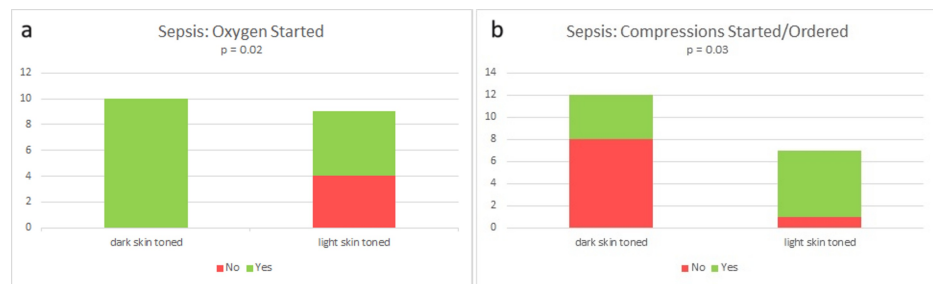 a
Sepsis: Oxygen Started
p = 0.02
12
10
8
6
4
2
0
dark skin toned
light skin toned
No Yes
b
Sepsis: Compressions Started/Ordered
p = 0.03
14
12
10
8
6
4
2
0
dark skin toned
light skin toned
No Yes